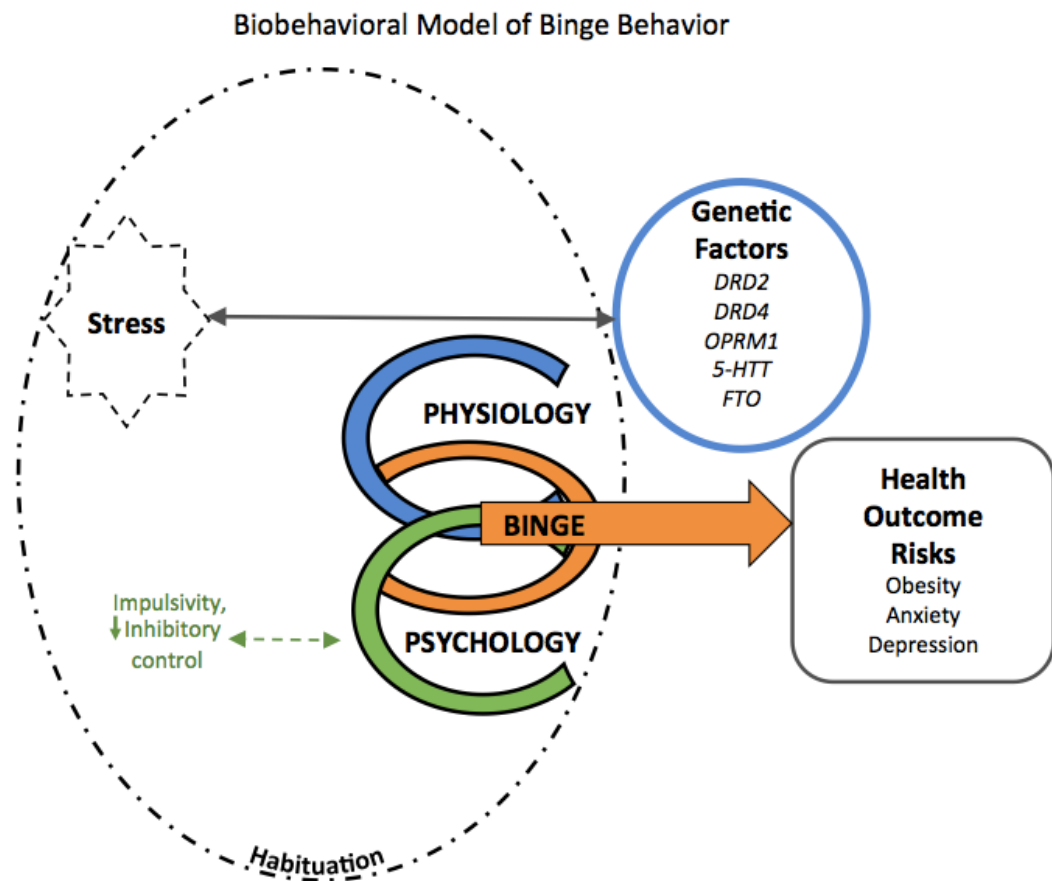 Biobehavioral Model of Binge Behavior
Genetic
Factors
DRD2
DRD4
OPRM1
5-HTT
FTO
Stress
PHYSIOLOGY
BINGE
Health
Outcome
Risks
Obesity
Anxiety
Depression
Impulsivity,
↓Inhibitory
control
PSYCHOLOGY
Habituation